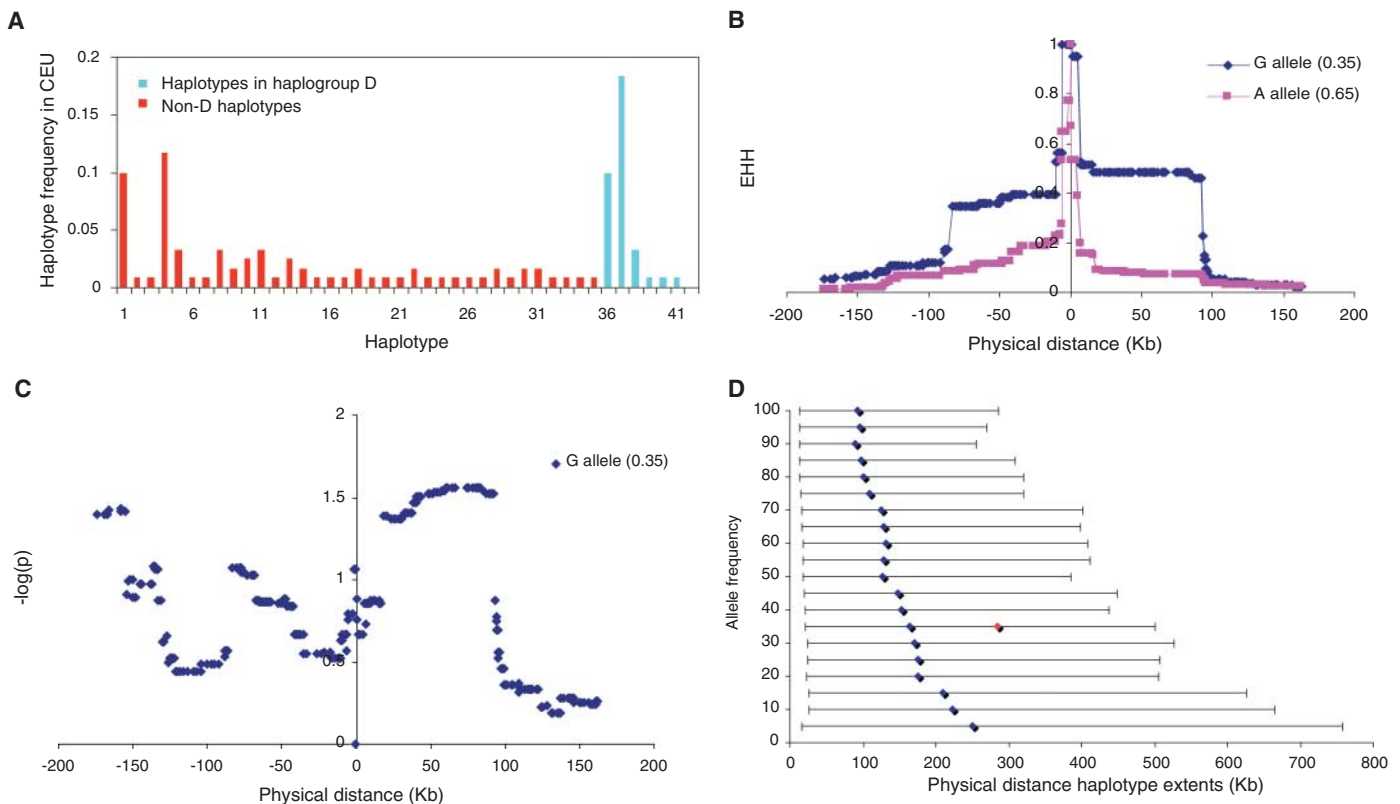 A
Haplotype frequency in CEU
0.2
0.15
0.1
0.05
0
Haplotypes in haplogroup D
Non-D haplotypes
1 6 11 16 21 26 31 36 41
Haplotype
B
EHH
1
0.8
0.6
0.4
0.2
0
G allele (0.35)
A allele (0.65)
-200 -150 -100 -50 0 50 100 150 200
Physical distance (Kb)
C
-log(p)
2
1.5
1
0.5
0
G allele (0.35)
-200 -150 -100 -50 0 50 100 150 200
Physical distance (Kb)
D
Allele frequency
100
90
80
70
60
50
40
30
20
10
0
0 100 200 300 400 500 600 700 800
Physical distance haplotype extents (Kb)